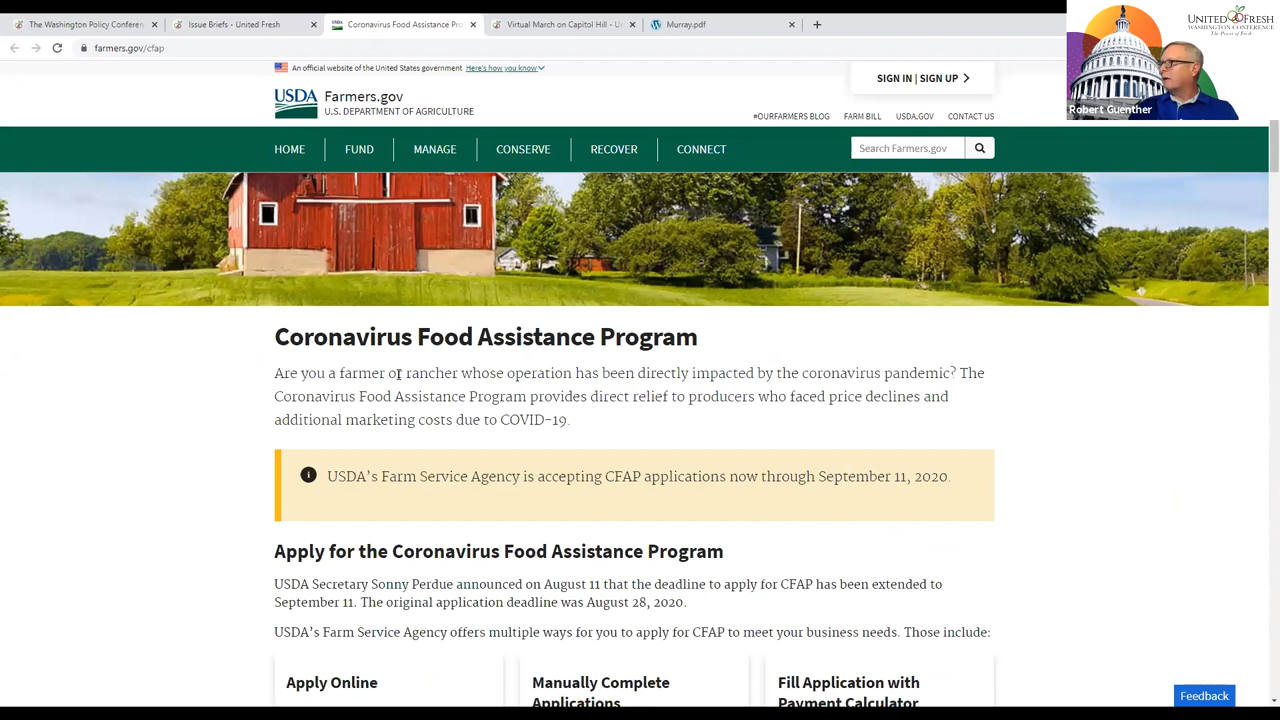 The Washington Policy Conferen
Issue Briefs - United Fresh
Coronavirus Food Assistance Pro
Virtual March on Capitol Hill - Un
Murray.pdf
farmers.gov/cfap
UNITED FRESH
WASHINGTON CONFERENCE
The Power of Fresh
Robert Guenther
An official website of the United States government Here's how you know
SIGN IN | SIGN UP
USDA
Farmers.gov
U.S. DEPARTMENT OF AGRICULTURE
#OURFARMERS BLOG FARM BILL USDA.GOV CONTACT US
HOME FUND MANAGE CONSERVE RECOVER CONNECT
Search Farmers.gov
Coronavirus Food Assistance Program
Are you a farmer or rancher whose operation has been directly impacted by the coronavirus pandemic? The
Coronavirus Food Assistance Program provides direct relief to producers who faced price declines and
additional marketing costs due to COVID-19.
USDA's Farm Service Agency is accepting CFAP applications now through September 11, 2020.
Apply for the Coronavirus Food Assistance Program
USDA Secretary Sonny Perdue announced on August 11 that the deadline to apply for CFAP has been extended to
September 11. The original application deadline was August 28, 2020.
USDA's Farm Service Agency offers multiple ways for you to apply for CFAP to meet your business needs. Those include:
Apply Online
Manually Complete
Applications
Fill Application with
Payment Calculator
Feedback